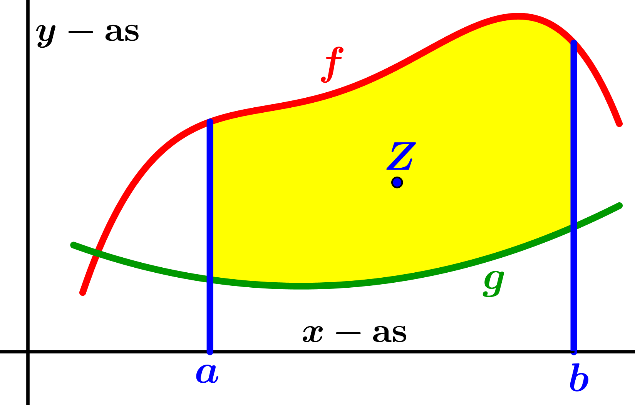 y – as
f
Z
g
x – as
a
b